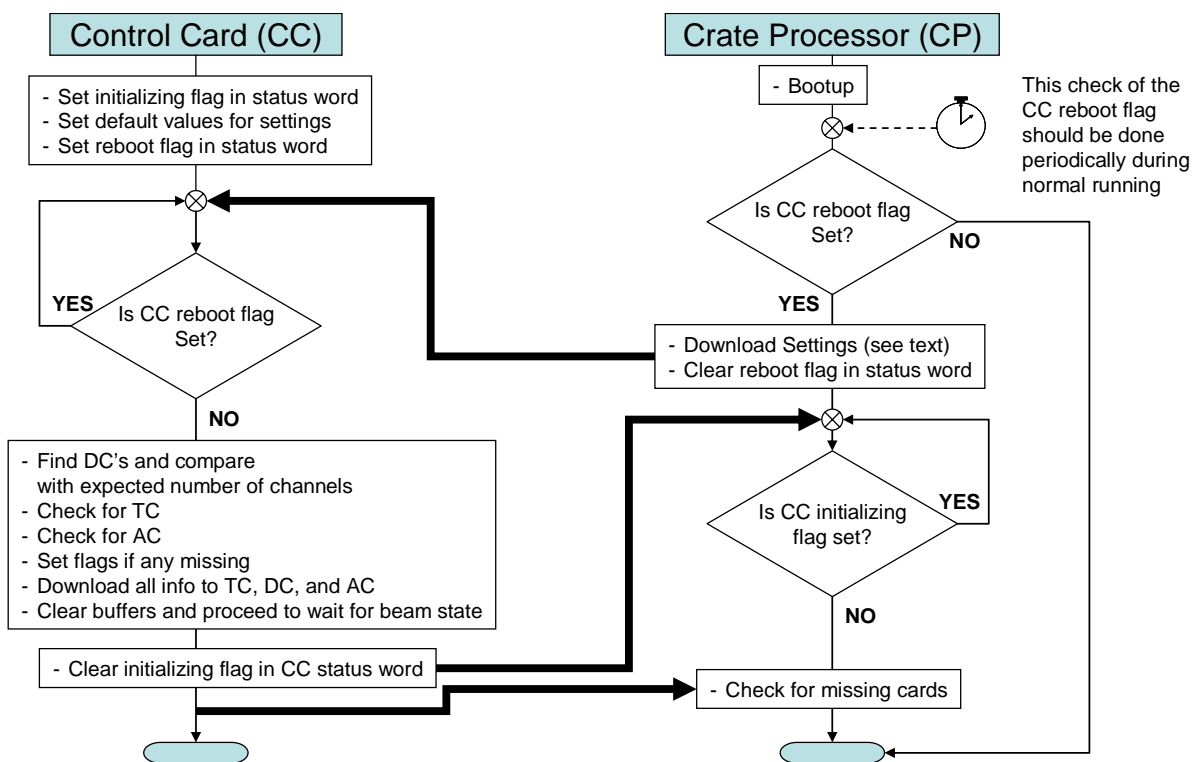 Control Card (CC)
- Set initializing flag in status word
- Set default values for settings
- Set reboot flag in status word
YES
Is CC reboot flag
Set?
NO
- Find DC's and compare
with expected number of channels
- Check for TC
- Check for AC
- Set flags if any missing
- Download all info to TC, DC, and AC
- Clear buffers and proceed to wait for beam state
- Clear initializing flag in CC status word
Crate Processor (CP)
- Bootup
This check of the
CC reboot flag
should be done
periodically during
normal running
Is CC reboot flag
Set?
NO
YES
- Download Settings (see text)
- Clear reboot flag in status word
Is CC initializing
flag set?
YES
NO
- Check for missing cards